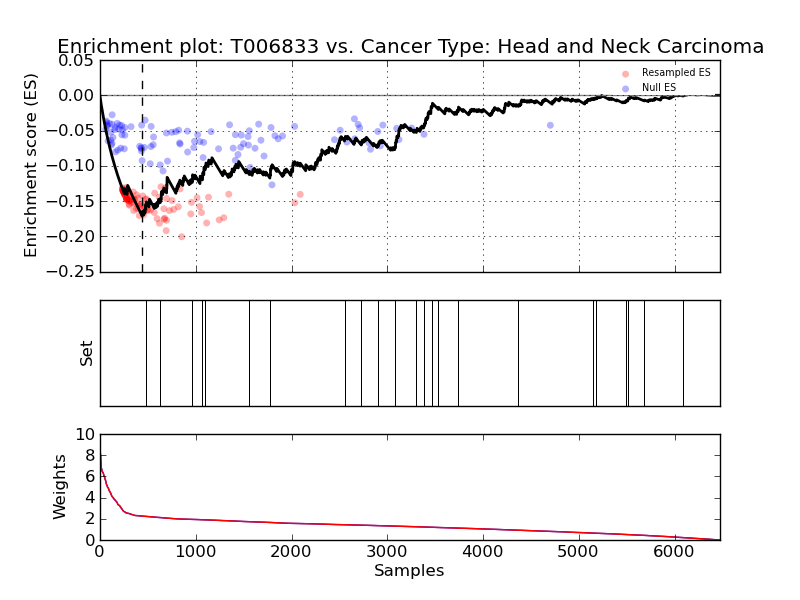 Enrichment plot: T006833 vs. Cancer Type: Head and Neck Carcinoma
0.05
0.00
−0.05
−0.10
−0.15
−0.20
−0.25
Enrichment score (ES)
Resampled ES
Null ES
Set
10
8
6
4
2
0
Weights
0 1000 2000 3000 4000 5000 6000
Samples